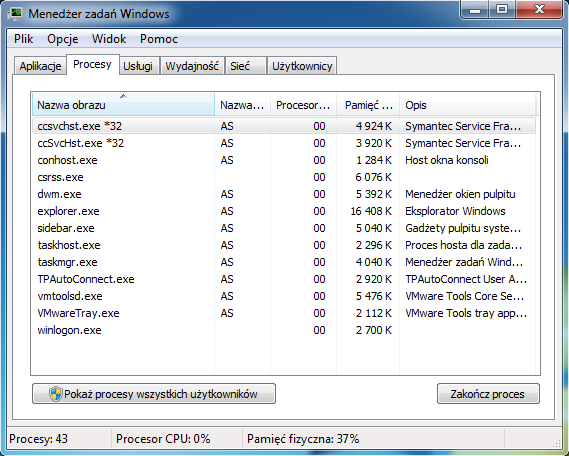 Menedżer zadań Windows
Plik Opcje Widok Pomoc
Aplikacje Procesy Usługi Wydajność Sieć Użytkownicy
Nazwa obrazu Nazwa... Procesor... Pamięć ... Opis
ccsvchst.exe *32 AS 00 4 924 K Symantec Service Fra...
ccSvcHst.exe *32 AS 00 3 920 K Symantec Service Fra...
conhost.exe AS 00 1 284 K Host okna konsoli
csrss.exe 00 6 076 K
dwm.exe AS 00 5 392 K Menedżer okien pulpitu
explorer.exe AS 00 16 408 K Eksplorator Windows
sidebar.exe AS 00 5 040 K Gadżety pulpitu syste...
taskhost.exe AS 00 2 296 K Proces hosta dla zada...
taskmgr.exe AS 00 4 040 K Menedżer zadań Wind...
TPAutoConnect.exe AS 00 2 920 K TPAutoConnect User A...
vmtoolsd.exe AS 00 5 476 K VMware Tools Core Se...
VMwareTray.exe AS 00 2 112 K VMware Tools tray app...
winlogon.exe 00 2 700 K
Pokaż procesy wszystkich użytkowników Zakończ proces
Procesy: 43 Procesor CPU: 0% Pamięć fizyczna: 37%